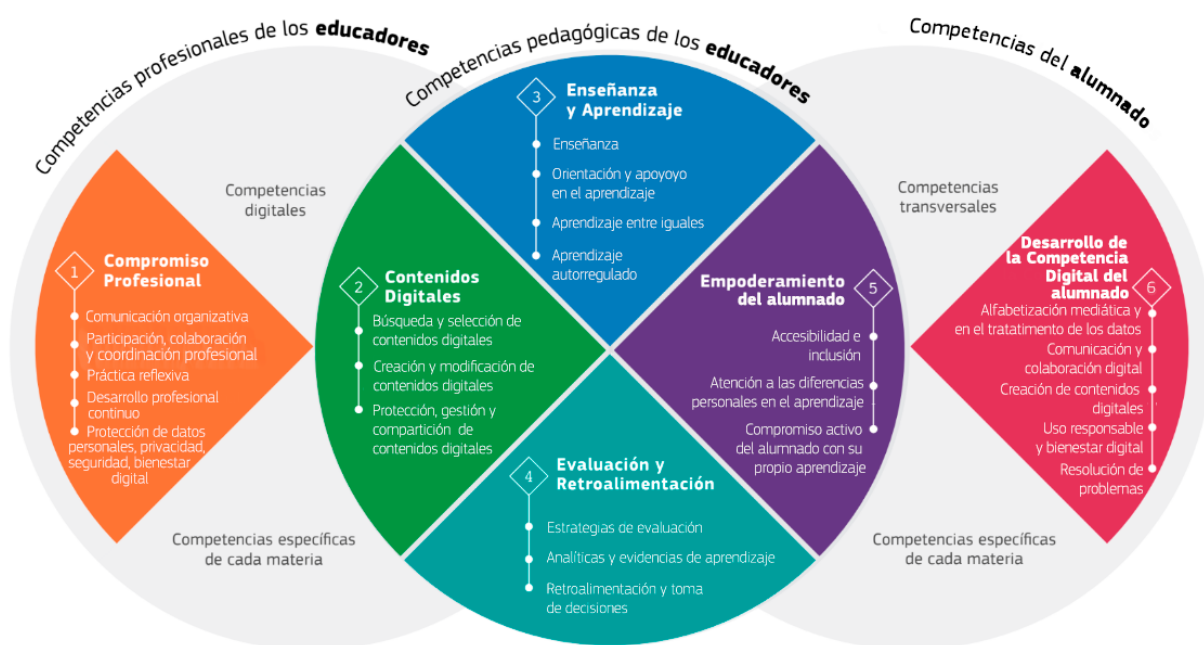 Competencias profesionales de los educadores
Competencias pedagógicas de los educadores
Competencias del alumnado
Competencias
digitales
Competencias
transversales
Competencias específicas
de cada materia
Competencias específicas
de cada materia
1
Compromiso
Profesional
Comunicación organizativa
Participación, colaboración
y coordinación profesional
Práctica reflexiva
Desarrollo profesional
continuo
Protección de datos
personales, privacidad,
seguridad, bienestar
digital
2
Contenidos
Digitales
Búsqueda y selección de
contenidos digitales
Creación y modificación de
contenidos digitales
Protección, gestión y
compartición de
contenidos digitales
3
Enseñanza
y Aprendizaje
Enseñanza
Orientación y apoyoyo
en el aprendizaje
Aprendizaje entre iguales
Aprendizaje
autorregulado
4
Evaluación y
Retroalimentación
Estrategias de evaluación
Analíticas y evidencias de aprendizaje
Retroalimentación y toma
de decisiones
5
Empoderamiento
del alumnado
Accesibilidad e
inclusión
Atención a las diferencias
personales en el aprendizaje
Compromiso activo
del alumnado con su
propio aprendizaje
6
Desarrollo de
la Competencia
Digital del
alumnado
Alfabetización mediática y
en el tratatimento de los datos
Comunicación y
colaboración digital
Creación de contenidos
digitales
Uso responsable
y bienestar digital
Resolución de
problemas